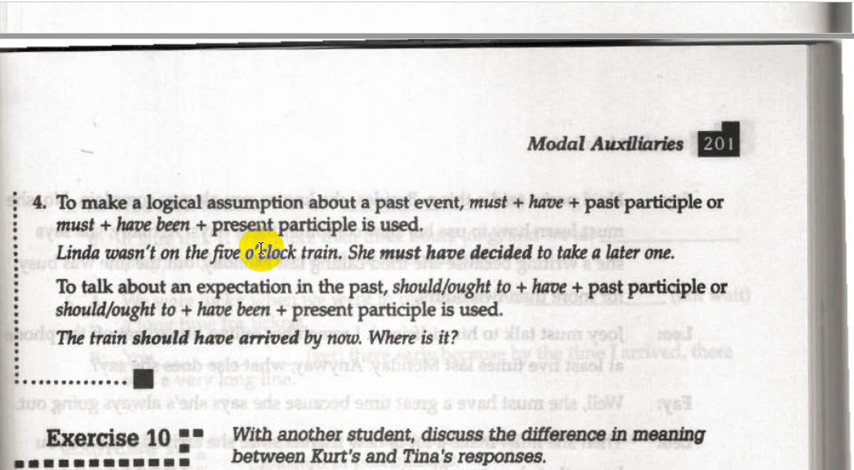 Modal Auxiliaries 201
4. To make a logical assumption about a past event, must + have + past participle or
must + have been + present participle is used.
Linda wasn't on the five o'clock train. She must have decided to take a later one.
To talk about an expectation in the past, should/ought to + have + past participle or
should/ought to + have been + present participle is used.
The train should have arrived by now. Where is it?
Exercise 10
With another student, discuss the difference in meaning
between Kurt's and Tina's responses.